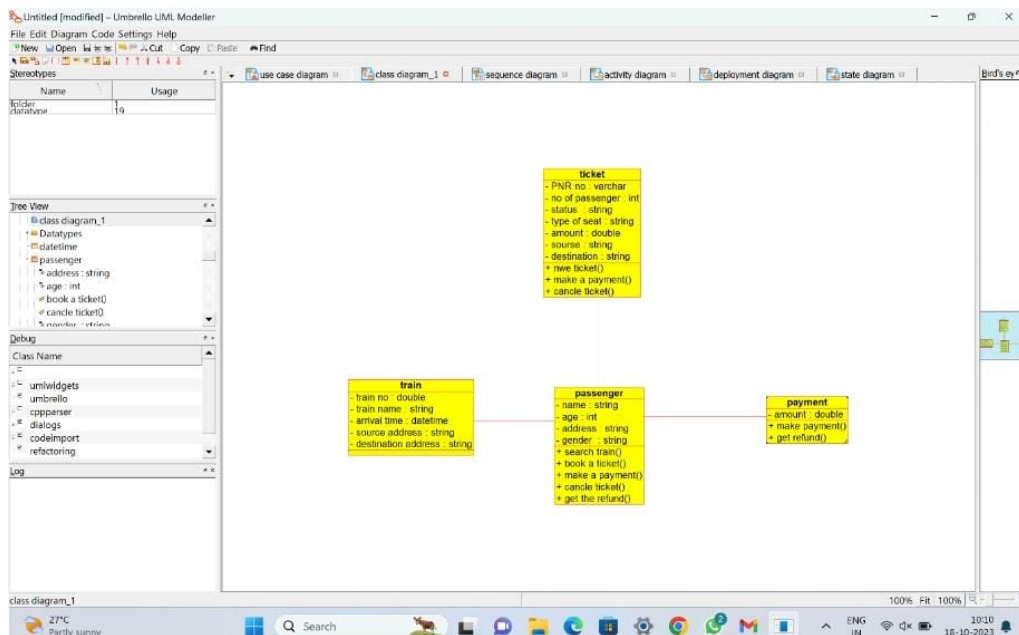 Untitled [modified] – Umbrello UML Modeller
File Edit Diagram Code Settings Help
New Open Cut Copy Paste Find
Stereotypes
use case diagram class diagram_1 sequence diagram activity diagram deployment diagram state diagram
Bird's ey
Name Usage
folder 1
datatype 19
Tree View
class diagram_1
Datatypes
datetime
passenger
address : string
age : int
book a ticket()
cancle ticket()
gender : string
Debug
Class Name
umlwidgets
umbrello
cppparser
dialogs
codeimport
refactoring
Log
ticket
- PNR no : varchar
- no of passenger : int
- status : string
- type of seat : string
- amount : double
- sourse : string
- destination : string
+ nwe ticket()
+ make a payment()
+ cancle ticket()
train
- train no : double
- train name : string
- arrival time : datetime
- source address : string
- destination address : string
passenger
- name : string
- age : int
- address : string
- gender : string
+ search train()
+ book a ticket()
+ make a payment()
+ cancle ticket()
+ get the refund()
payment
- amount : double
+ make payment()
+ get refund()
class diagram_1
100% Fit 100%
27°C
Partly sunny
Search
2
ENG
IN
10:10
18-10-2023